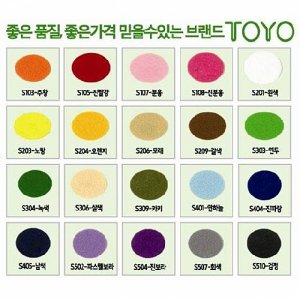 좋은 품질, 좋은가격 믿을수있는 브랜드 TOYO
S103-주황 S105-진빨강 S107-분홍 S108-진분홍 S201-흰색
S203-노랑 S204-오렌지 S206-모래 S209-갈색 S303-연두
S304-녹색 S306-살색 S309-카키 S401-연하늘 S404-진파랑
S405-남색 S502-파스텔보라 S504-진보라 S507-회색 S510-검정